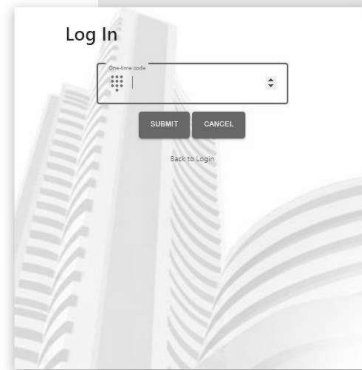 Log In
One-time code
SUBMIT CANCEL
Back to Login